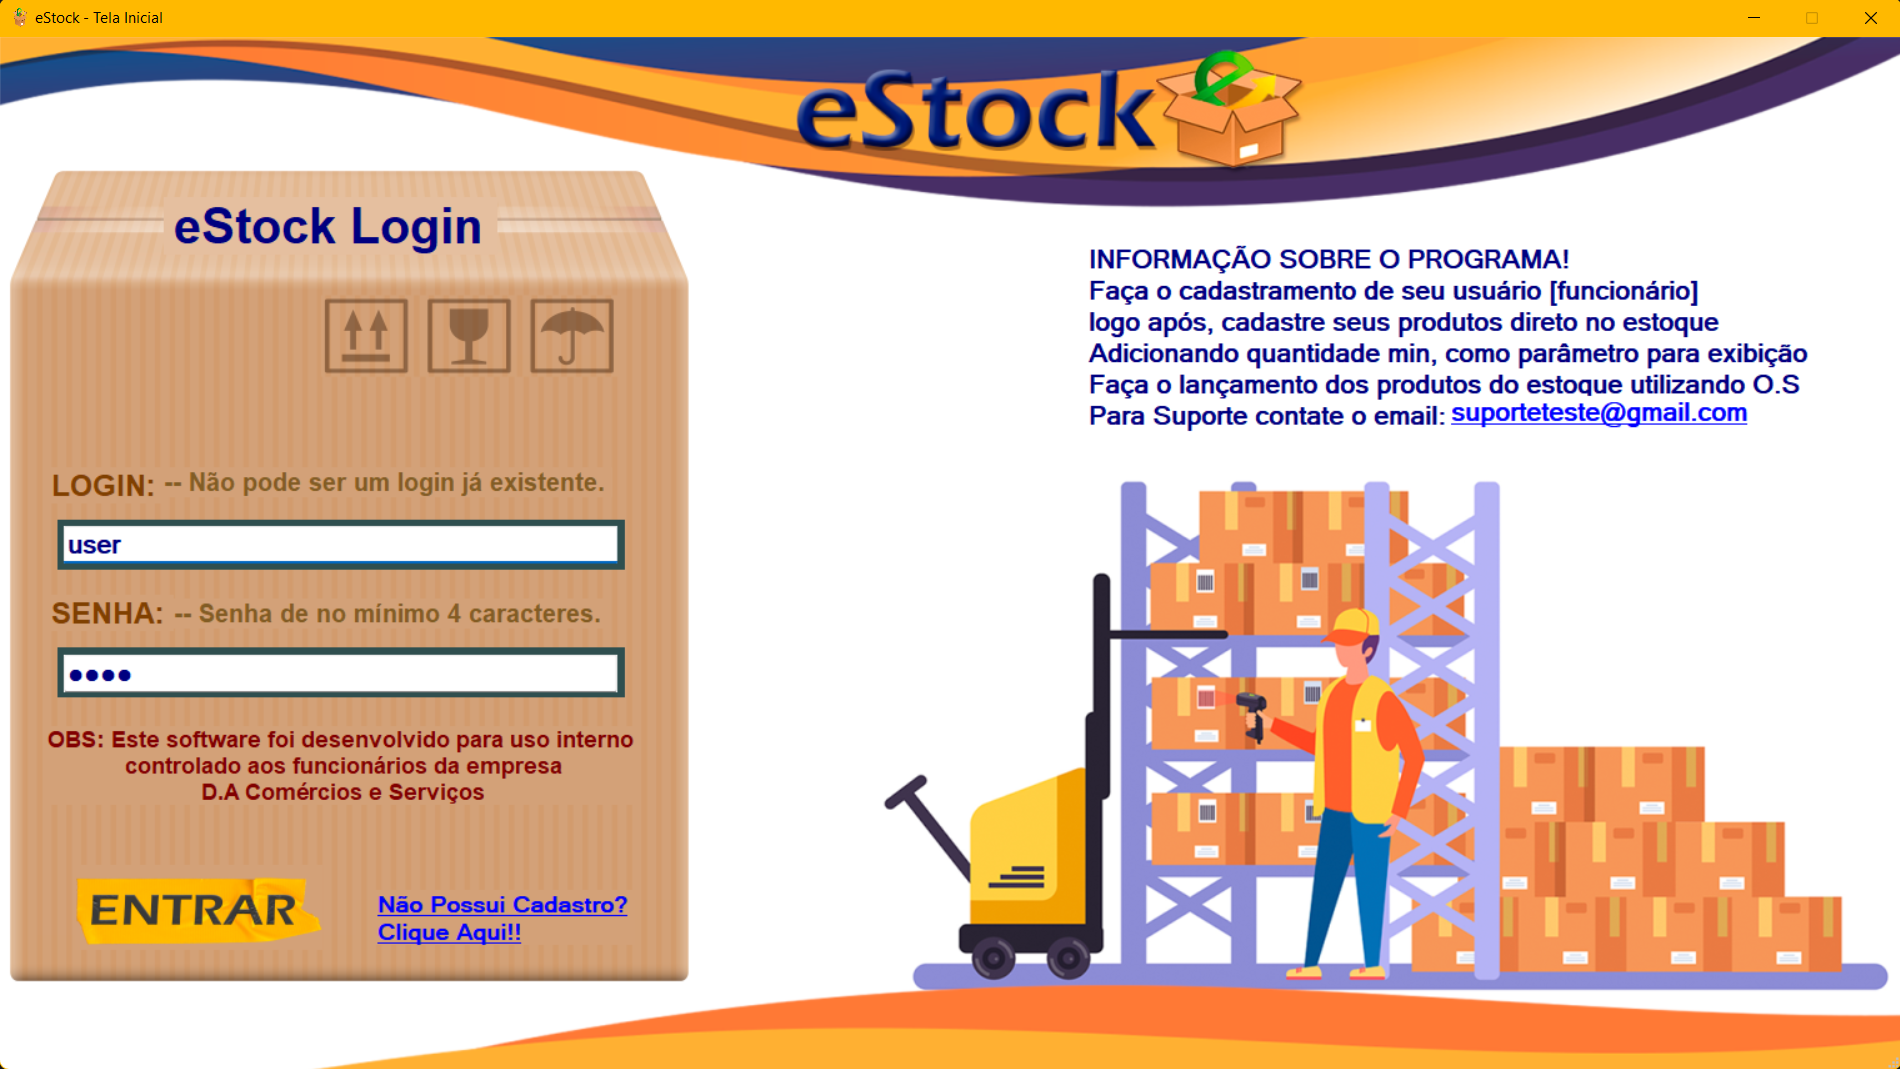 eStock - Tela Inicial
eStock
eStock Login
INFORMAÇÃO SOBRE O PROGRAMA!
Faça o cadastramento de seu usuário [funcionário]
logo após, cadastre seus produtos direto no estoque
Adicionando quantidade min, como parâmetro para exibição
Faça o lançamento dos produtos do estoque utilizando O.S
Para Suporte contate o email: suporteteste@gmail.com
LOGIN: -- Não pode ser um login já existente.
user
SENHA: -- Senha de no mínimo 4 caracteres.
••••
OBS: Este software foi desenvolvido para uso interno
controlado aos funcionários da empresa
D.A Comércios e Serviços
ENTRAR
Não Possui Cadastro?
Clique Aqui!!